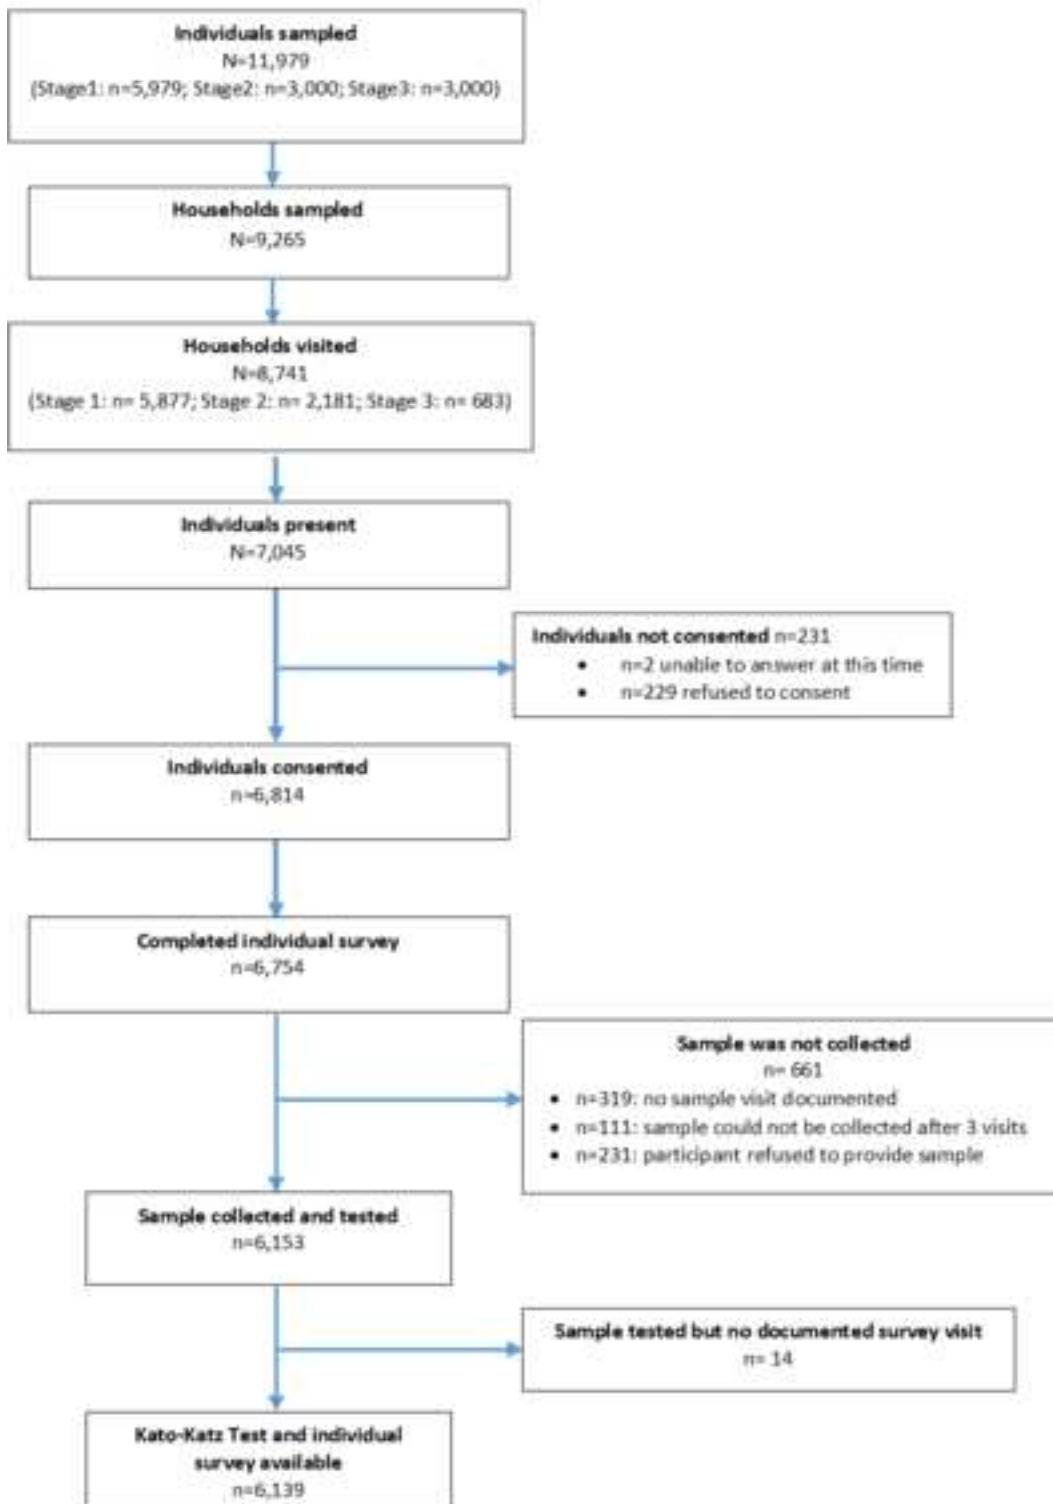 Individuals sampled
N=11,979
(Stage1: n=5,979; Stage2: n=3,000; Stage3: n=3,000)
Households sampled
N=9,265
Households visited
N=8,741
(Stage 1: n= 5,877; Stage 2: n= 2,181; Stage 3: n= 683)
Individuals present
N=7,045
Individuals not consented n=231
• n=2 unable to answer at this time
• n=229 refused to consent
Individuals consented
n=6,814
Completed individual survey
n=6,754
Sample was not collected
n= 661
• n=319: no sample visit documented
• n=111: sample could not be collected after 3 visits
• n=231: participant refused to provide sample
Sample collected and tested
n=6,153
Sample tested but no documented survey visit
n= 14
Kato-Katz Test and individual
survey available
n=6,139